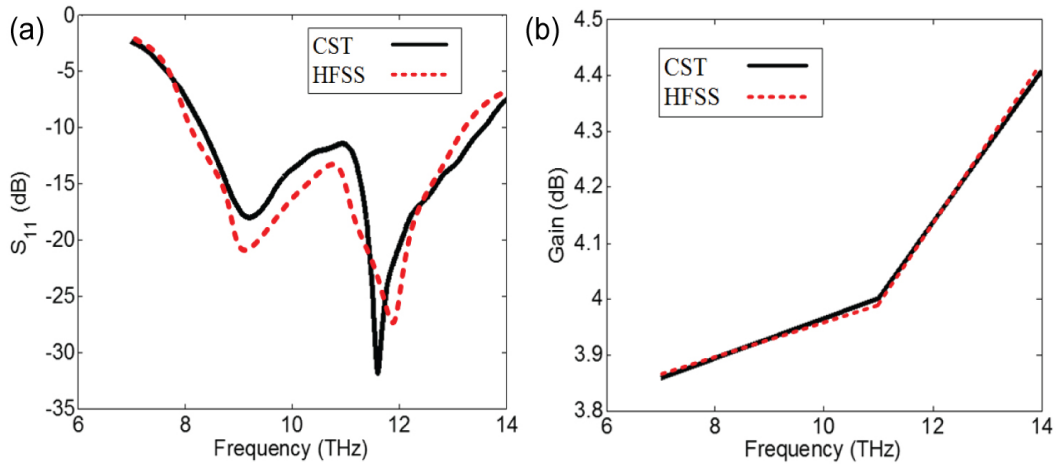 (a)
CST
HFSS
0
-5
-10
-15
-20
-25
-30
-35
S11 (dB)
6
8
10
12
14
Frequency (THz)
(b)
CST
HFSS
4.5
4.4
4.3
4.2
4.1
4
3.9
3.8
Gain (dB)
6
8
10
12
14
Frequency (THz)